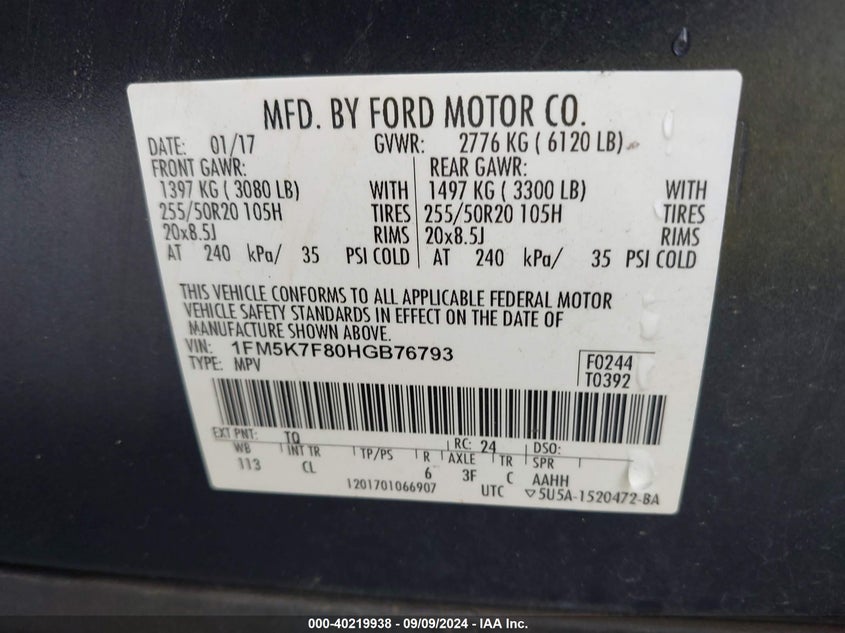 MFD. BY FORD MOTOR CO.
DATE: 01/17 GVWR: 2776 KG ( 6120 LB)
FRONT GAWR: REAR GAWR:
1397 KG ( 3080 LB) WITH 1497 KG ( 3300 LB) WITH
255/50R20 105H TIRES 255/50R20 105H TIRES
20x8.5J RIMS 20x8.5J RIMS
AT 240 kPa/ 35 PSI COLD AT 240 kPa/ 35 PSI COLD
THIS VEHICLE CONFORMS TO ALL APPLICABLE FEDERAL MOTOR
VEHICLE SAFETY STANDARDS IN EFFECT ON THE DATE OF
MANUFACTURE SHOWN ABOVE.
VIN: 1FM5K7F80HGB76793
TYPE: MPV
F0244
T0392
EXT PNT: TQ RC: 24 DSO:
WB INT TR TP/PS R AXLE TR SPR
113 CL 6 3F C AAHH
1201701066907 UTC ▽5U5A-1520472-BA
000-40219938 - 09/09/2024 - IAA Inc.